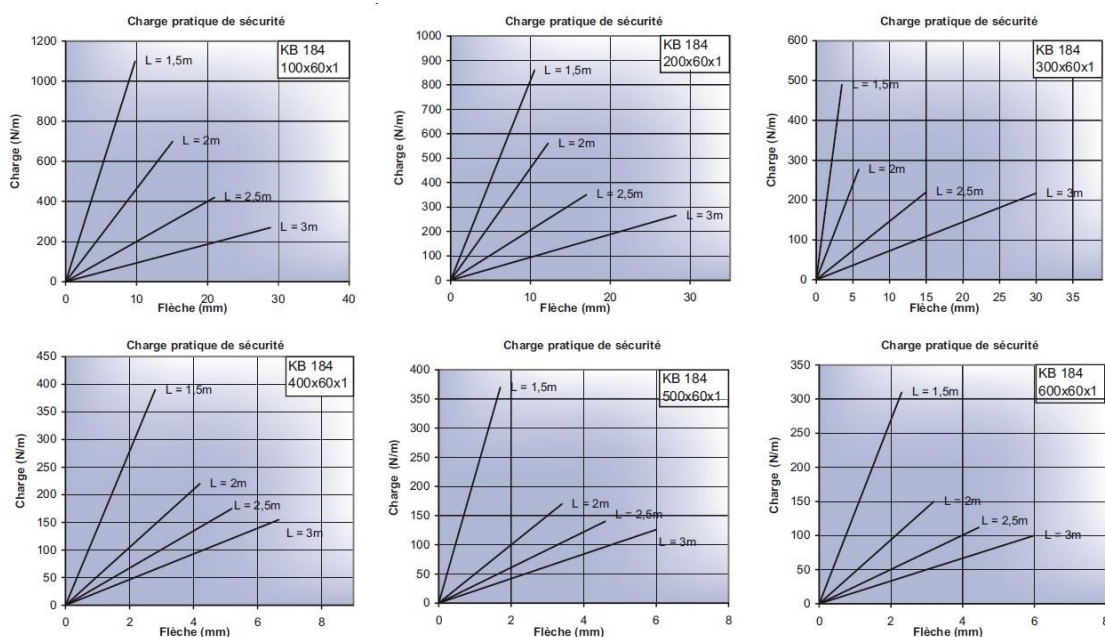 Charge pratique de sécurité
KB 184
100x60x1
Charge (N/m)
1200
1000
800
600
400
200
0
L = 1,5m
L = 2m
L = 2,5m
L = 3m
0 10 20 30 40
Flèche (mm)
Charge pratique de sécurité
KB 184
200x60x1
Charge (N/m)
1000
900
800
700
600
500
400
300
200
100
0
L = 1,5m
L = 2m
L = 2,5m
L = 3m
0 10 20 30
Flèche (mm)
Charge pratique de sécurité
KB 184
300x60x1
Charge (N/m)
600
500
400
300
200
100
0
L = 1,5m
L = 2m
L = 2,5m
L = 3m
0 5 10 15 20 25 30 35
Flèche (mm)
Charge pratique de sécurité
KB 184
400x60x1
Charge (N/m)
450
400
350
300
250
200
150
100
50
0
L = 1,5m
L = 2m
L = 2,5m
L = 3m
0 2 4 6 8
Flèche (mm)
Charge pratique de sécurité
KB 184
500x60x1
Charge (N/m)
400
350
300
250
200
150
100
50
0
L = 1,5m
L = 2m
L = 2,5m
L = 3m
0 2 4 6 8
Flèche (mm)
Charge pratique de sécurité
KB 184
600x60x1
Charge (N/m)
350
300
250
200
150
100
50
0
L = 1,5m
L = 2m
L = 2,5m
L = 3m
0 2 4 6 8
Flèche (mm)